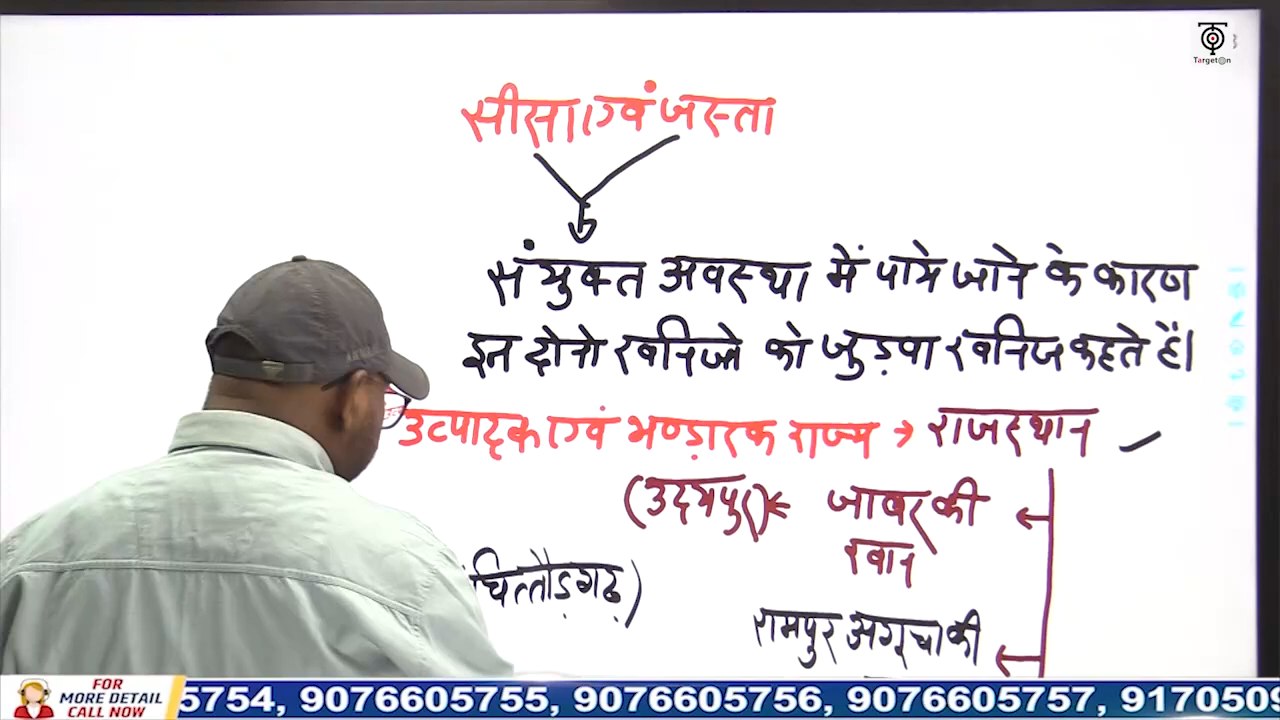 TargetOn
सीसा एवं जस्ता
संयुक्त अवस्था में पाये जाने के कारण
इन दोनो खनिजो को जुड़वा खनिज कहते हैं।
उत्पादक एवं भण्डारक राज्य → राजस्थान
(उदयपुर) ← जावर की ←
खान
चित्तौड़गढ़)
रामपुर अगूचा की ←
FOR
MORE DETAIL
CALL NOW
5754, 9076605755, 9076605756, 9076605757, 9170509